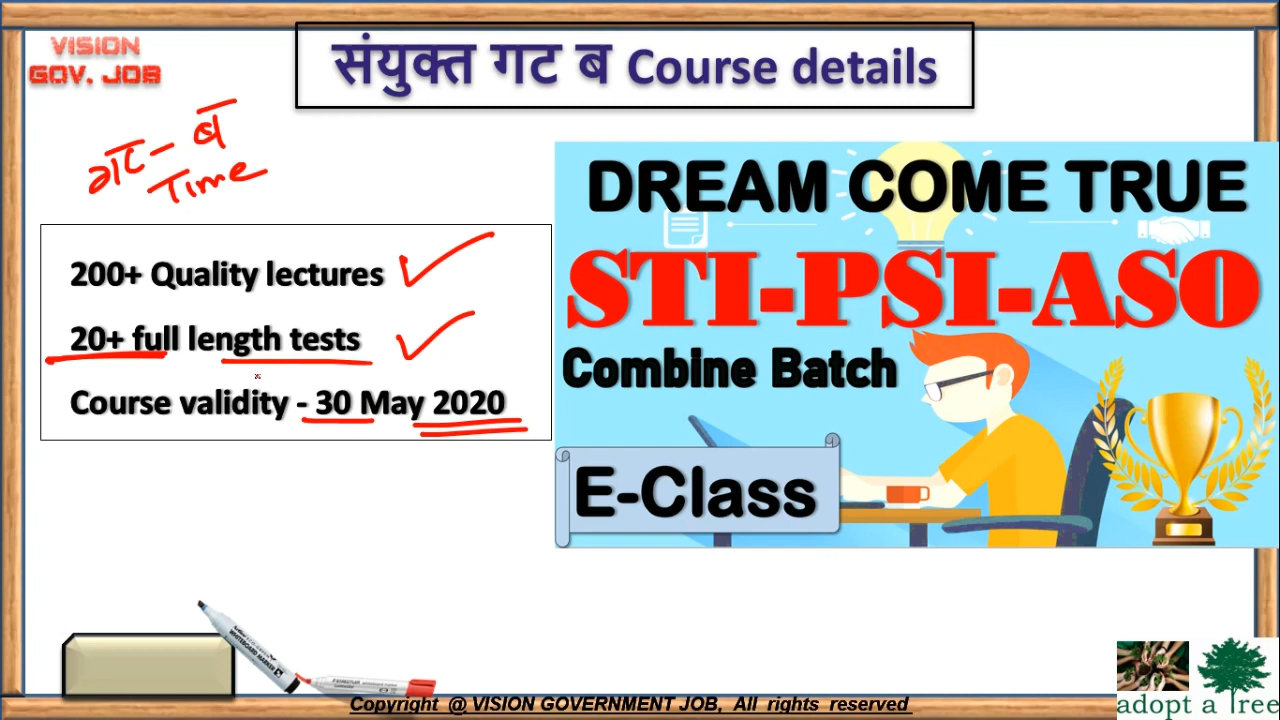 VISION
GOV. JOB
संयुक्त गट ब Course details
गट - ब
Time
200+ Quality lectures
20+ full length tests
Course validity - 30 May 2020
DREAM COME TRUE
STI-PSI-ASO
Combine Batch
E-Class
WHITEBOARD MARKER
adopt a Tree
Copyright @ VISION GOVERNMENT JOB, All rights reserved